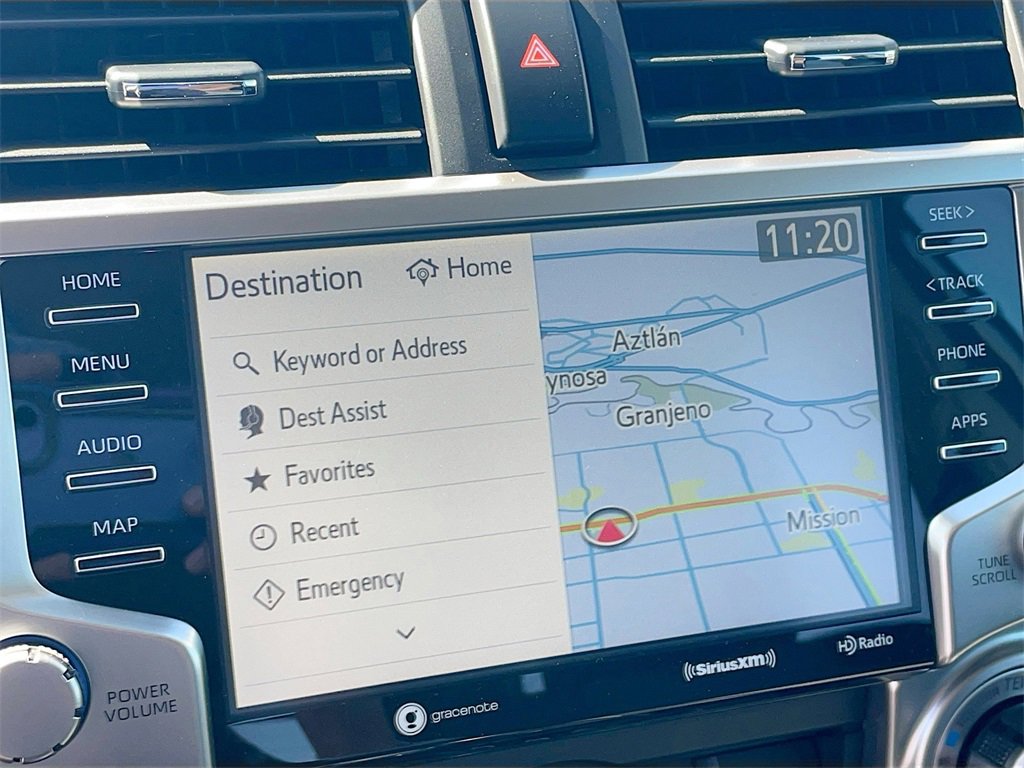 HOME
MENU
AUDIO
MAP
POWER
VOLUME
Destination
Home
Keyword or Address
Dest Assist
Favorites
Recent
Emergency
11:20
Aztlán
ynosa
Granjeno
Mission
SEEK >
< TRACK
PHONE
APPS
TUNE
SCROLL
gracenote
((SiriusXM))
HD Radio